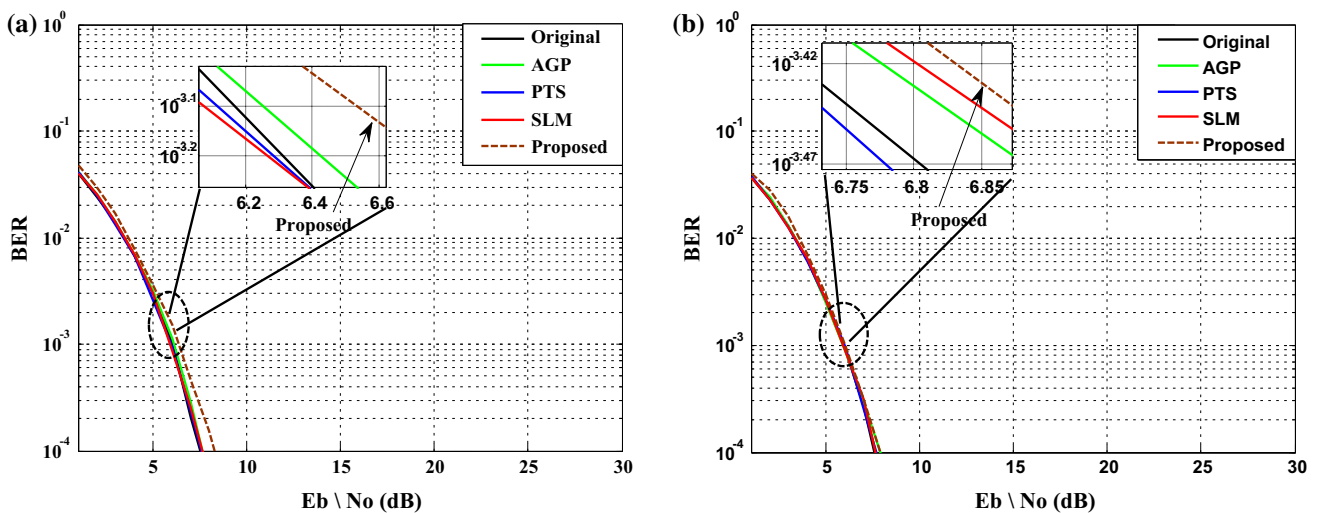 (a)
10^0
10^-1
10^-2
10^-3
10^-4
BER
5
10
15
20
25
30
Eb \ No (dB)
Original
AGP
PTS
SLM
Proposed
10^-3.1
10^-3.2
6.2
6.4
6.6
Proposed
(b)
10^0
10^-1
10^-2
10^-3
10^-4
BER
5
10
15
20
25
30
Eb \ No (dB)
Original
AGP
PTS
SLM
Proposed
10^-3.42
10^-3.47
6.75
6.8
6.85
Proposed